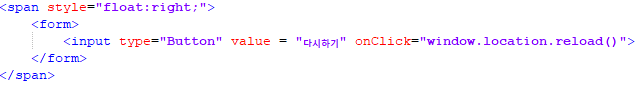 <span style="float:right;">
<form>
<input type="Button" value = "다시하기" onClick="window.location.reload()">
</form>
</span>